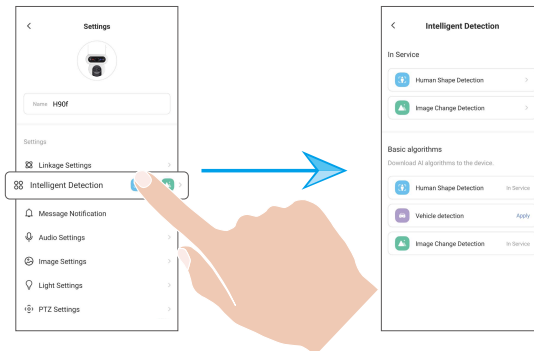 Settings
Name H90f
Settings
Linkage Settings
Intelligent Detection
Message Notification
Audio Settings
Image Settings
Light Settings
PTZ Settings
Intelligent Detection
In Service
Human Shape Detection
Image Change Detection
Basic algorithms
Download AI algorithms to the device.
Human Shape Detection In Service
Vehicle detection Apply
Image Change Detection In Service